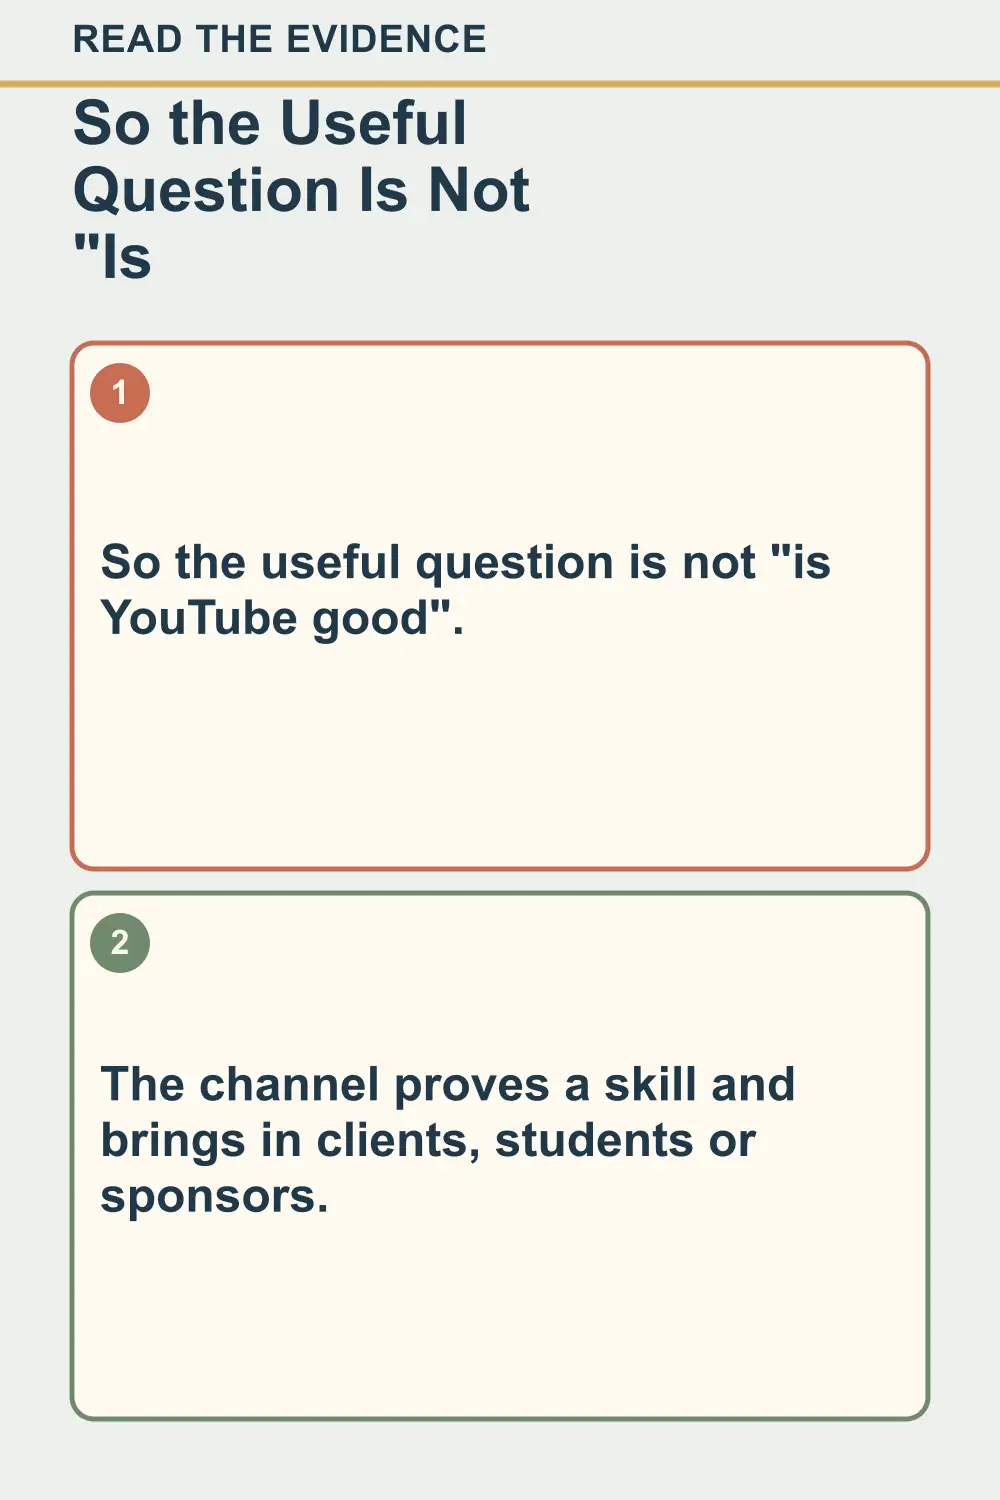 READ THE EVIDENCE
So the Useful
Question Is Not
"Is
1
So the useful question is not "is
YouTube good".
2
The channel proves a skill and
brings in clients, students or
sponsors.